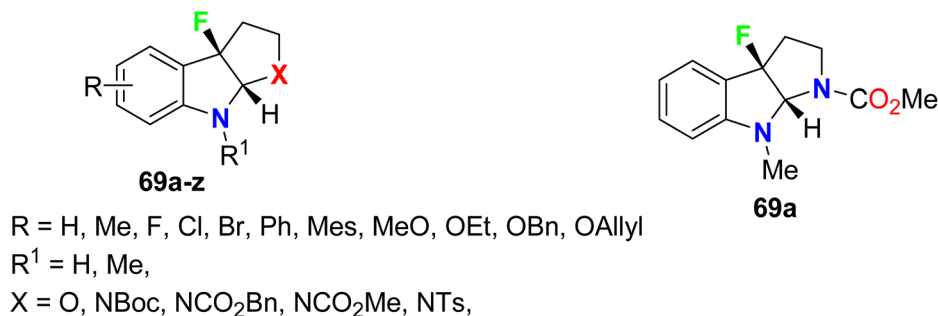 F
X
R
H
N
R¹
69a-z
F
N
CO₂Me
H
N
Me
69a
R = H, Me, F, Cl, Br, Ph, Mes, MeO, OEt, OBn, OAllyl
R¹ = H, Me,
X = O, NBoc, NCO₂Bn, NCO₂Me, NTs,